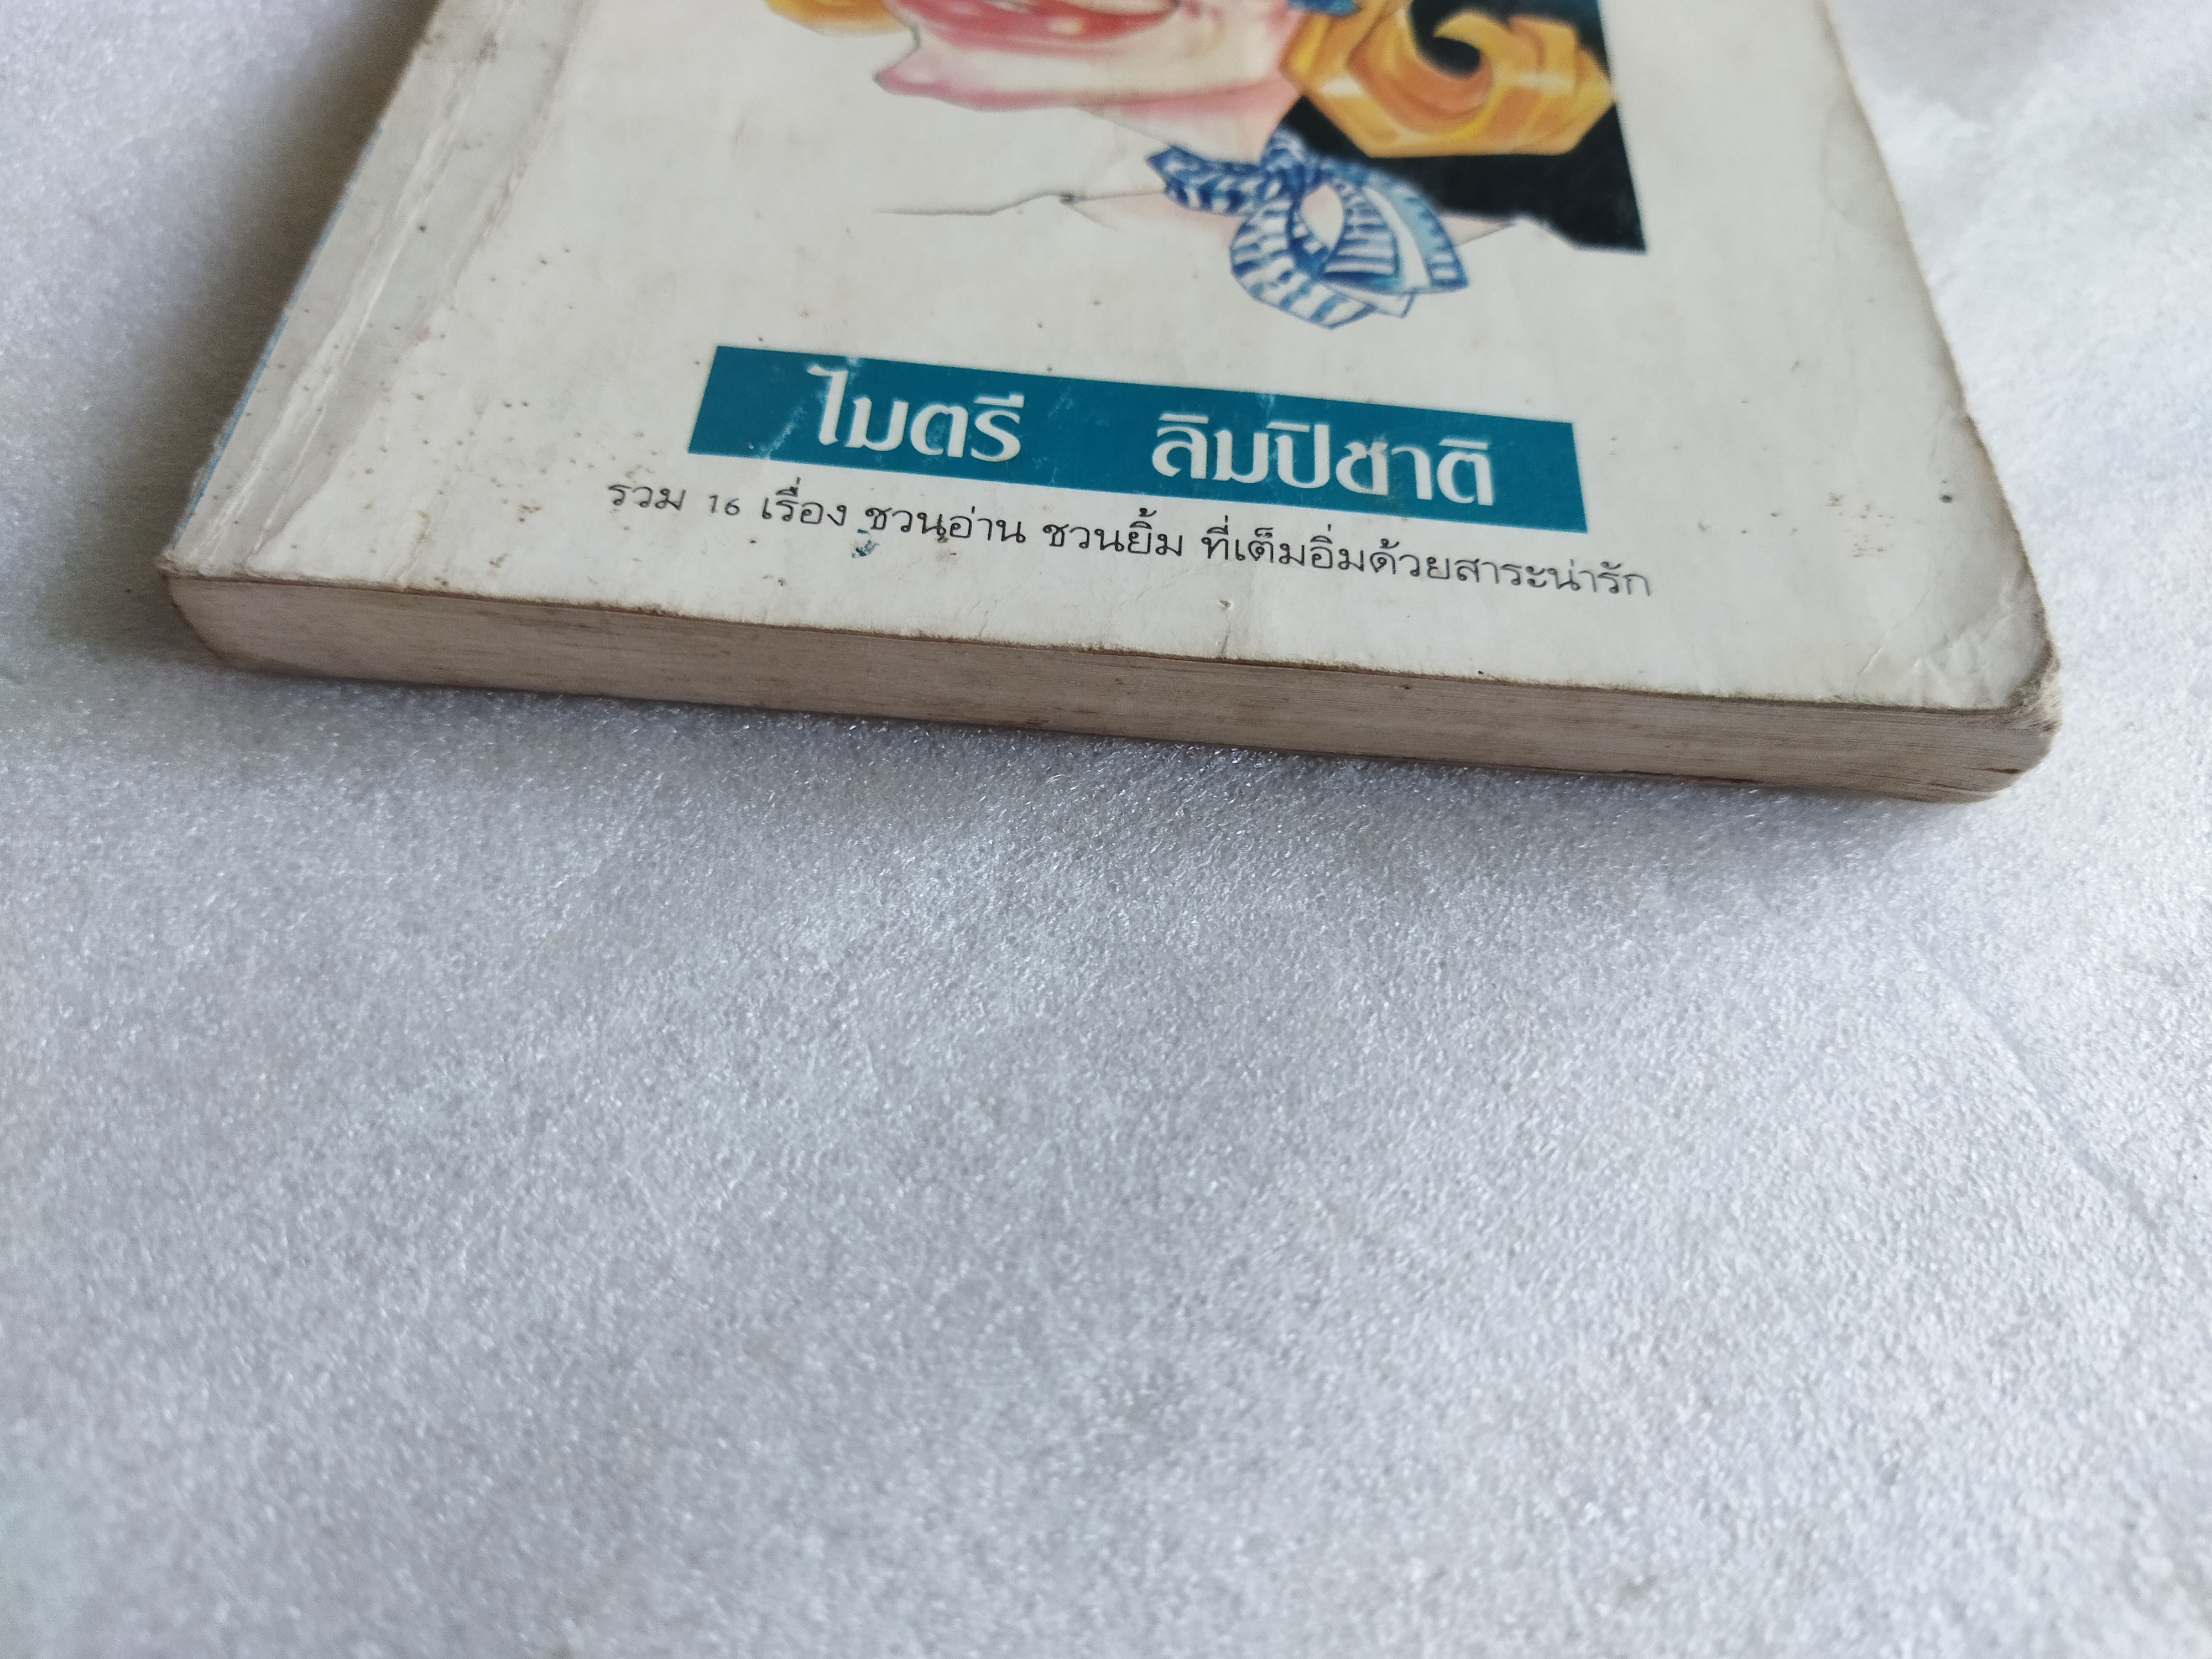 ไมตรี ลิมปิชาติ
รวม 16 เรื่อง ชวนอ่าน ชวนยิ้ม ที่เต็มอิ่มด้วยสาระน่ารัก